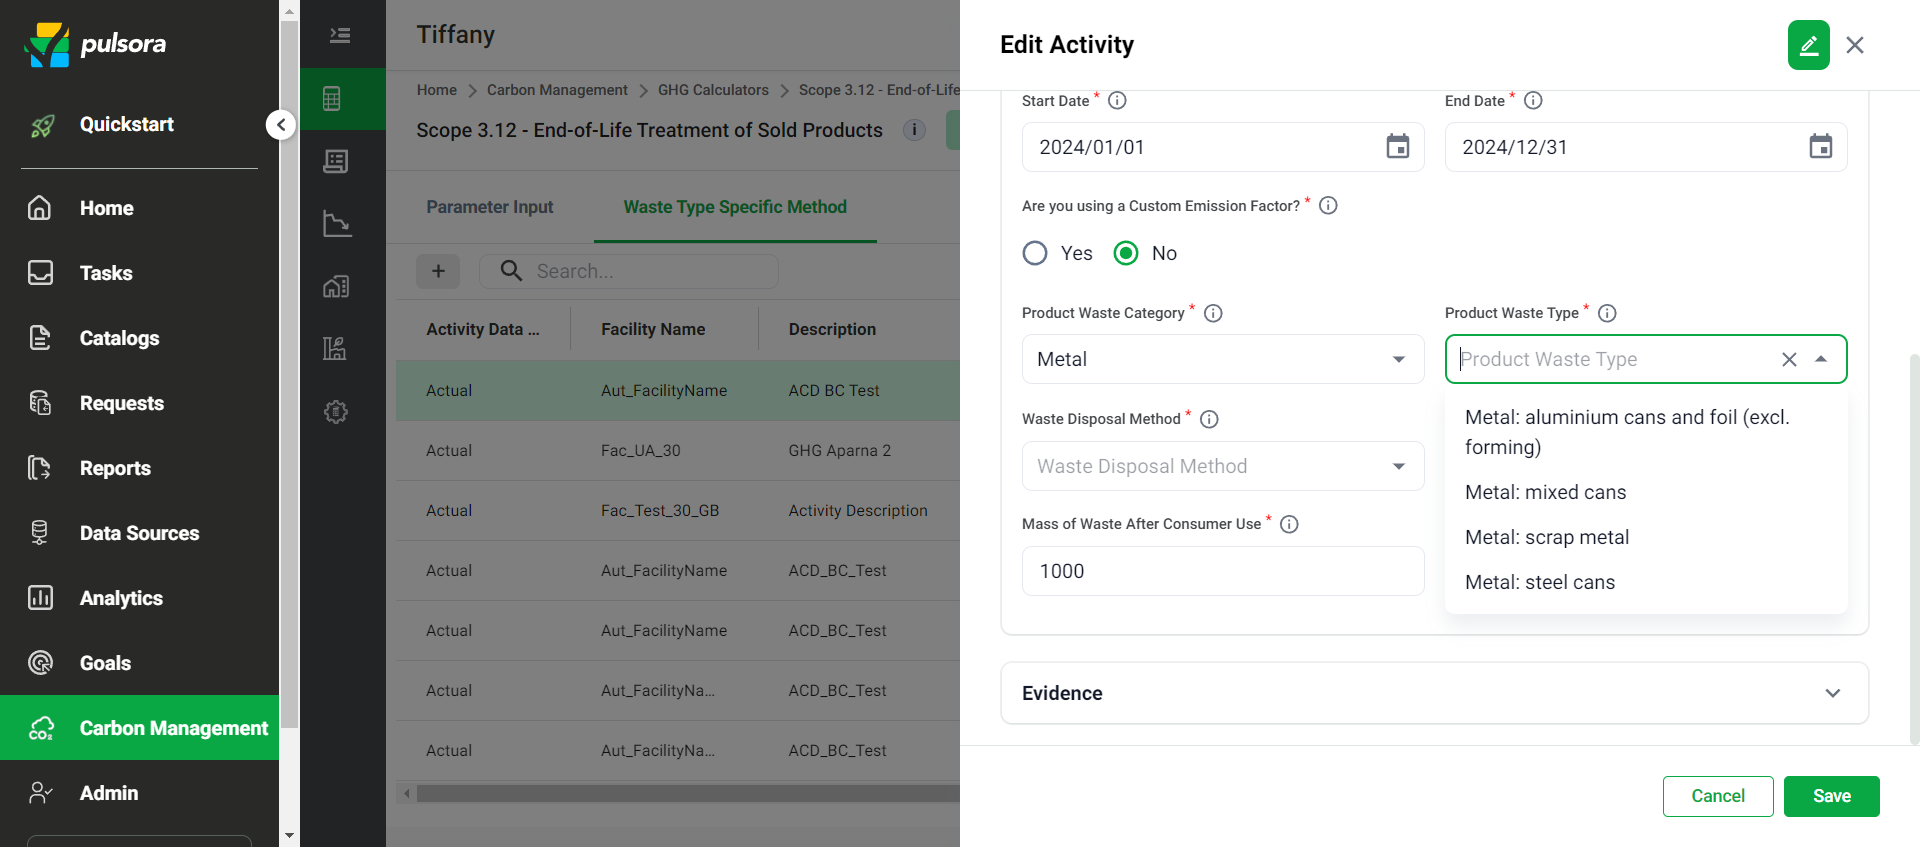 pulsora
Quickstart
Home
Tasks
Catalogs
Requests
Reports
Data Sources
Analytics
Goals
CO₂ Carbon Management
Admin
Tiffany
Home > Carbon Management > GHG Calculators > Scope 3.12 - End-of-Life
Scope 3.12 - End-of-Life Treatment of Sold Products i
Parameter Input Waste Type Specific Method
+ Search...
Activity Data ... Facility Name Description
Actual Aut_FacilityName ACD BC Test
Actual Fac_UA_30 GHG Aparna 2
Actual Fac_Test_30_GB Activity Description
Actual Aut_FacilityName ACD_BC_Test
Actual Aut_FacilityName ACD_BC_Test
Actual Aut_FacilityNa... ACD_BC_Test
Actual Aut_FacilityNa... ACD_BC_Test
Edit Activity
Start Date * End Date *
2024/01/01 2024/12/31
Are you using a Custom Emission Factor? *
Yes No
Product Waste Category * Product Waste Type *
Metal Product Waste Type
Waste Disposal Method *
Waste Disposal Method
Mass of Waste After Consumer Use *
1000
Metal: aluminium cans and foil (excl.
forming)
Metal: mixed cans
Metal: scrap metal
Metal: steel cans
Evidence
Cancel Save